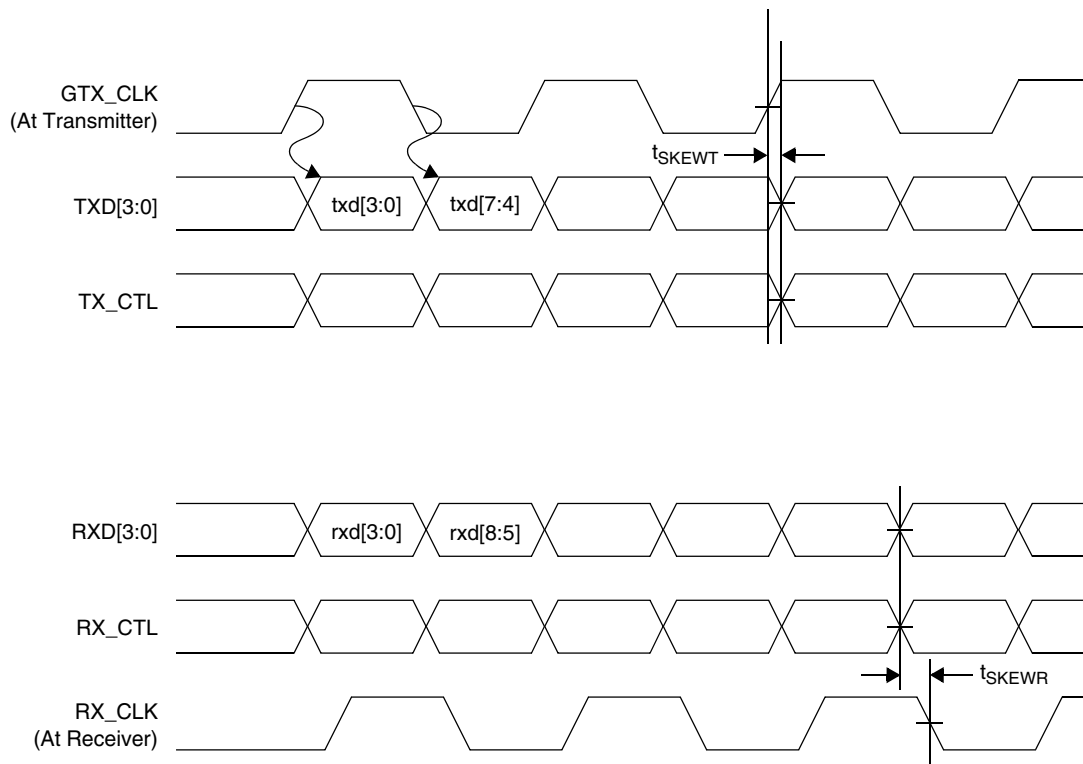 GTX_CLK
(At Transmitter)
tSKEWT
TXD[3:0]
txd[3:0]
txd[7:4]
TX_CTL
RXD[3:0]
rxd[3:0]
rxd[8:5]
RX_CTL
tSKEWR
RX_CLK
(At Receiver)